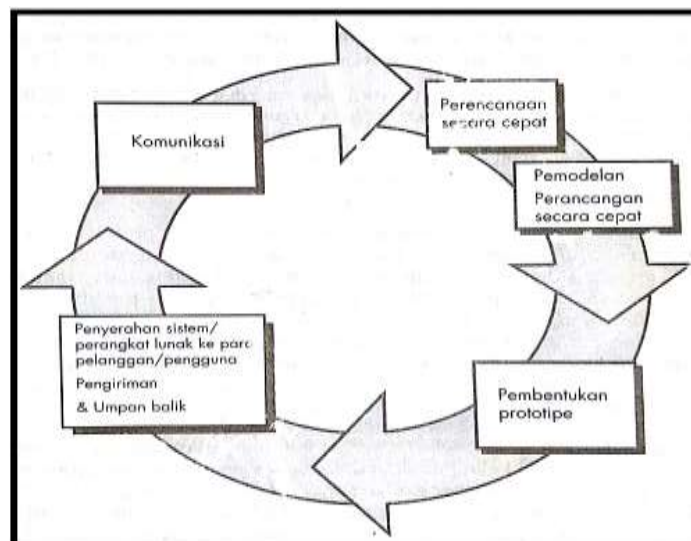 Komunikasi
Perencanaan
secara cepat
Pemodelan
Perancangan
secara cepat
Pembentukan
prototipe
Penyerahan sistem/
perangkat lunak ke para
pelanggan/pengguna
Pengiriman
& Umpan balik